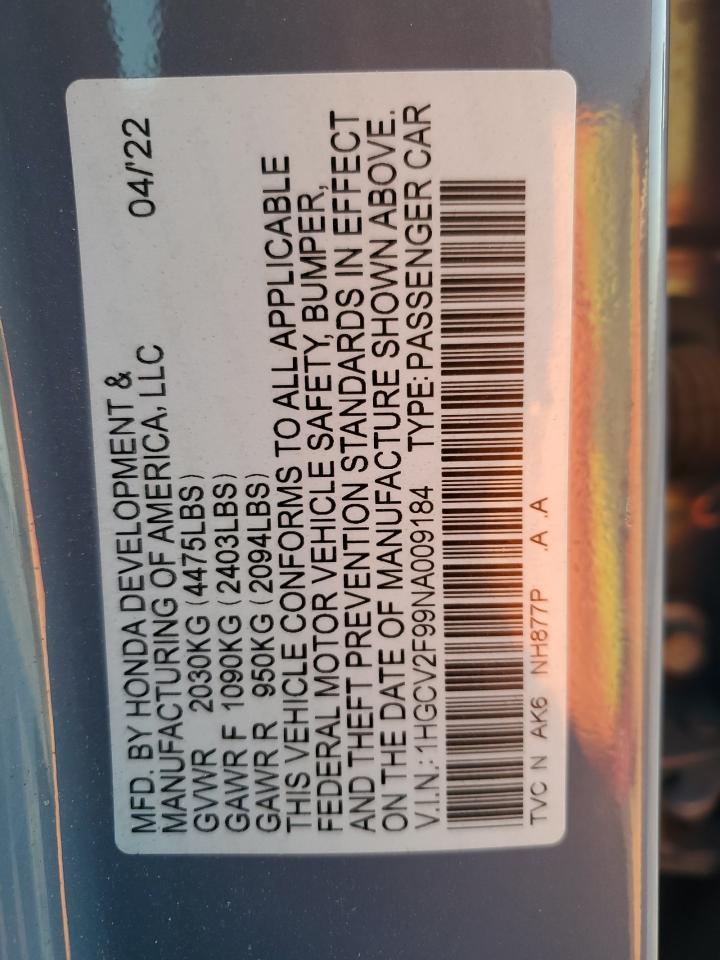 MFD. BY HONDA DEVELOPMENT &
MANUFACTURING OF AMERICA, LLC 04/'22
GVWR 2030KG (4475LBS)
GAWR F 1090KG (2403LBS)
GAWR R 950KG (2094LBS)
THIS VEHICLE CONFORMS TO ALL APPLICABLE
FEDERAL MOTOR VEHICLE SAFETY, BUMPER,
AND THEFT PREVENTION STANDARDS IN EFFECT
ON THE DATE OF MANUFACTURE SHOWN ABOVE.
V.I.N.: 1HGCV2F99NA009184 TYPE: PASSENGER CAR
TVC N AK6 NH877P .A .A